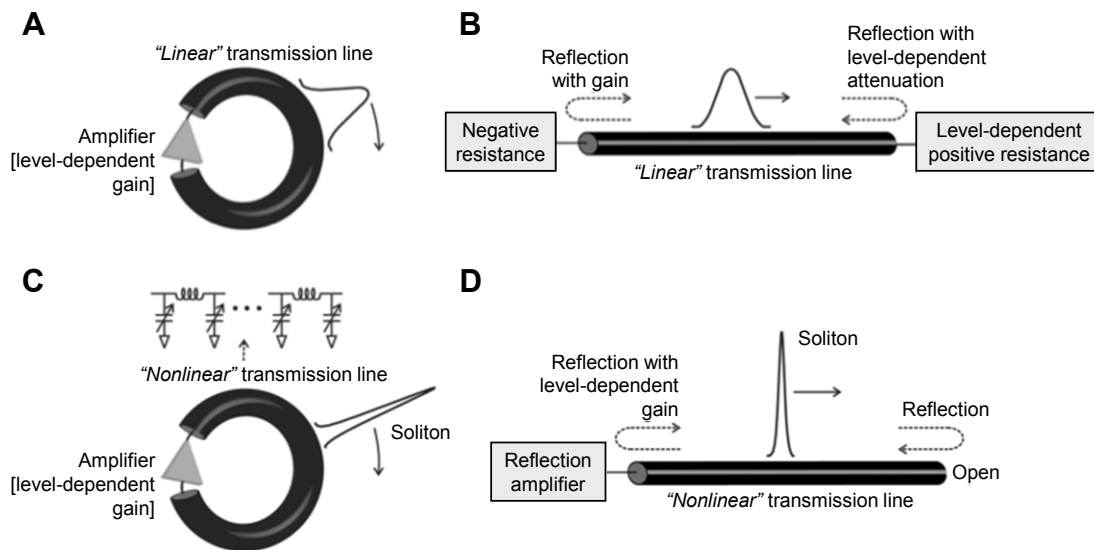 A
“Linear” transmission line
Amplifier
[level-dependent
gain]
B
Reflection
with gain
Reflection with
level-dependent
attenuation
Negative
resistance
Level-dependent
positive resistance
“Linear” transmission line
C
“Nonlinear” transmission line
Soliton
Amplifier
[level-dependent
gain]
D
Soliton
Reflection with
level-dependent
gain
Reflection
Reflection
amplifier
Open
“Nonlinear” transmission line